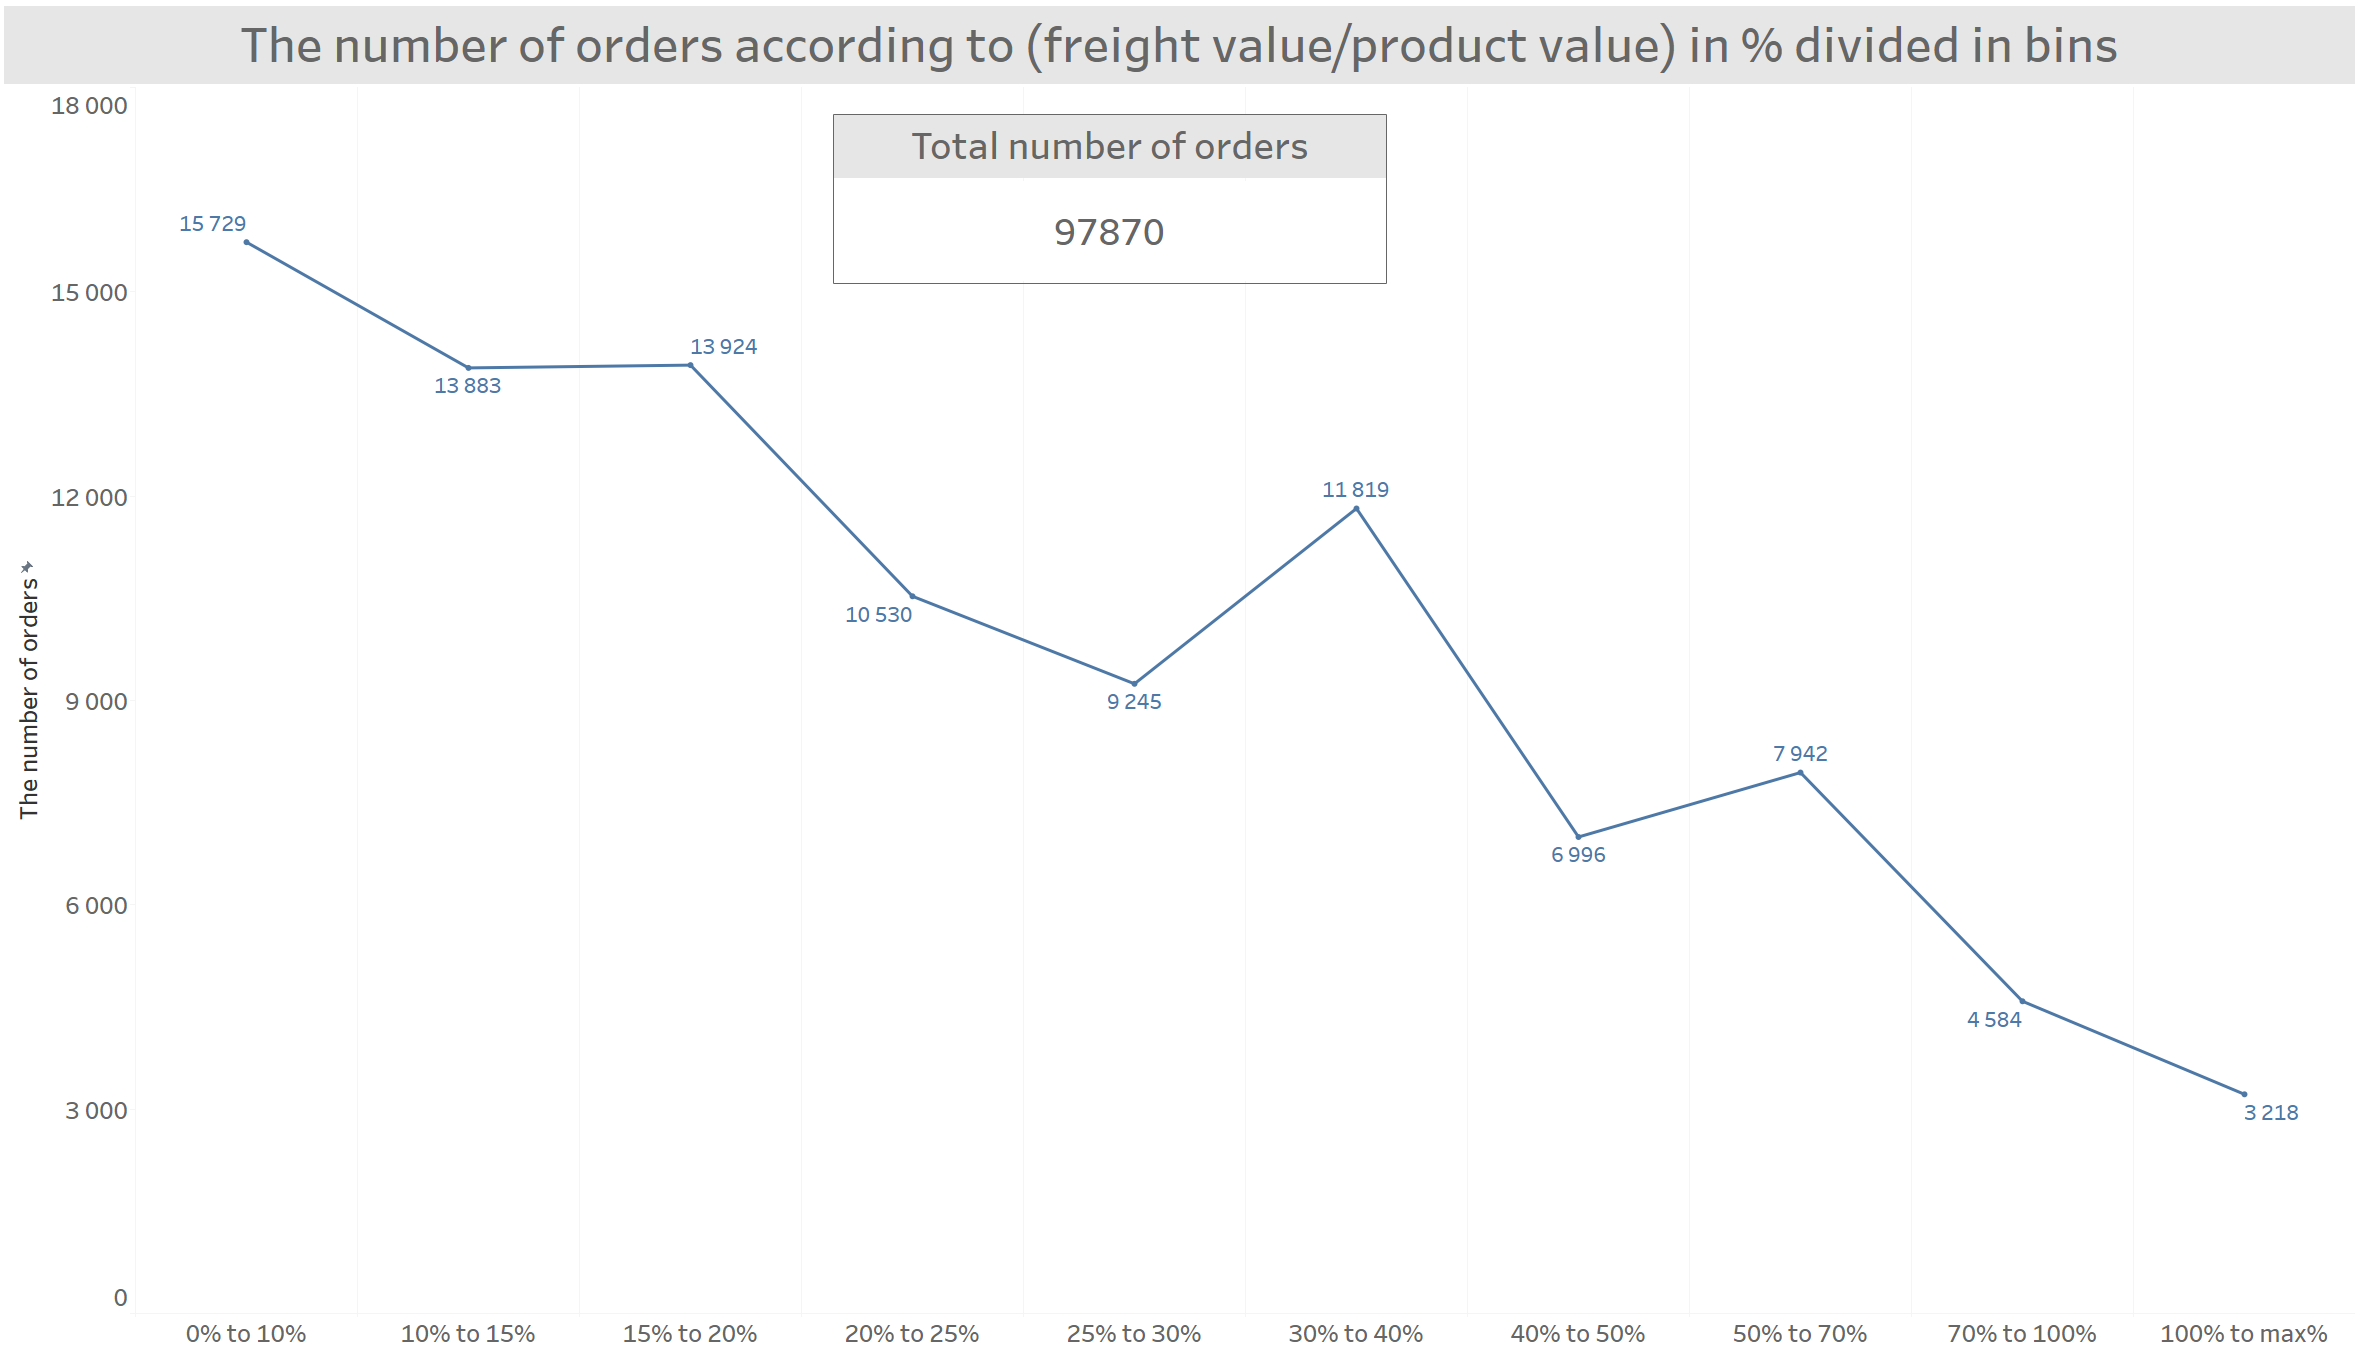 The number of orders according to (freight value/product value) in % divided in bins
Total number of orders
97870
The number of orders
18 000
15 000
12 000
9 000
6 000
3 000
0
15 729
13 883
13 924
10 530
9 245
11 819
6 996
7 942
4 584
3 218
0% to 10%
10% to 15%
15% to 20%
20% to 25%
25% to 30%
30% to 40%
40% to 50%
50% to 70%
70% to 100%
100% to max%